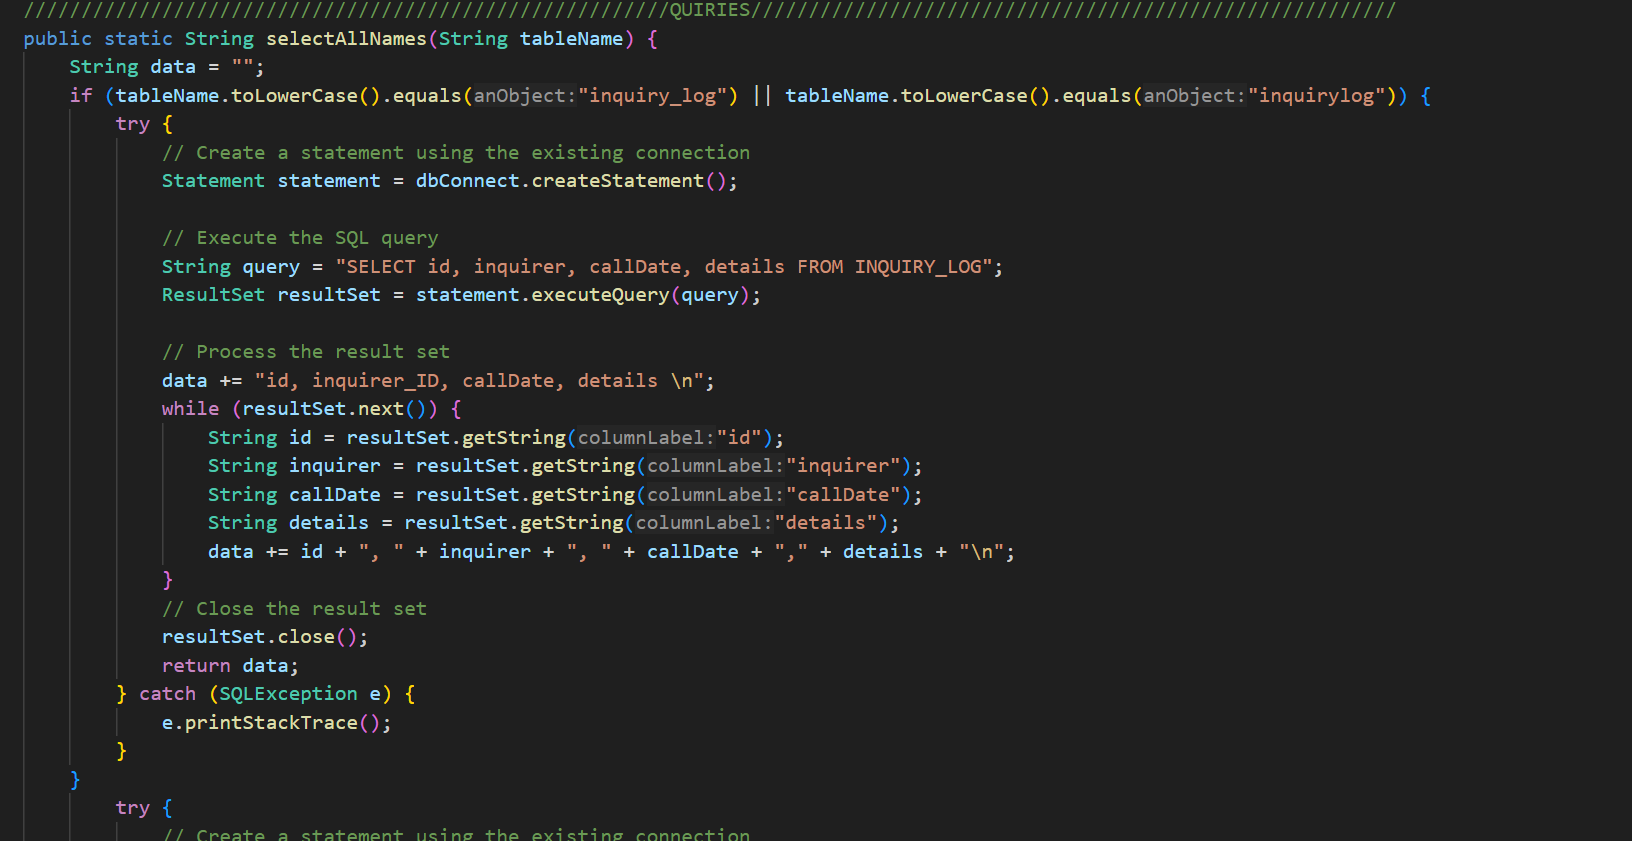 ////////////////////////////////////////////////////////QUIRIES////////////////////////////////////////////////////////
public static String selectAllNames(String tableName) {
    String data = "";
    if (tableName.toLowerCase().equals(anObject:"inquiry_log") || tableName.toLowerCase().equals(anObject:"inquirylog")) {
        try {
            // Create a statement using the existing connection
            Statement statement = dbConnect.createStatement();
            // Execute the SQL query
            String query = "SELECT id, inquirer, callDate, details FROM INQUIRY_LOG";
            ResultSet resultSet = statement.executeQuery(query);
            // Process the result set
            data += "id, inquirer_ID, callDate, details \n";
            while (resultSet.next()) {
                String id = resultSet.getString(columnLabel:"id");
                String inquirer = resultSet.getString(columnLabel:"inquirer");
                String callDate = resultSet.getString(columnLabel:"callDate");
                String details = resultSet.getString(columnLabel:"details");
                data += id + ", " + inquirer + ", " + callDate + "," + details + "\n";
            }
            // Close the result set
            resultSet.close();
            return data;
        } catch (SQLException e) {
            e.printStackTrace();
        }
    }
        try {
            // Create a statement using the existing connection